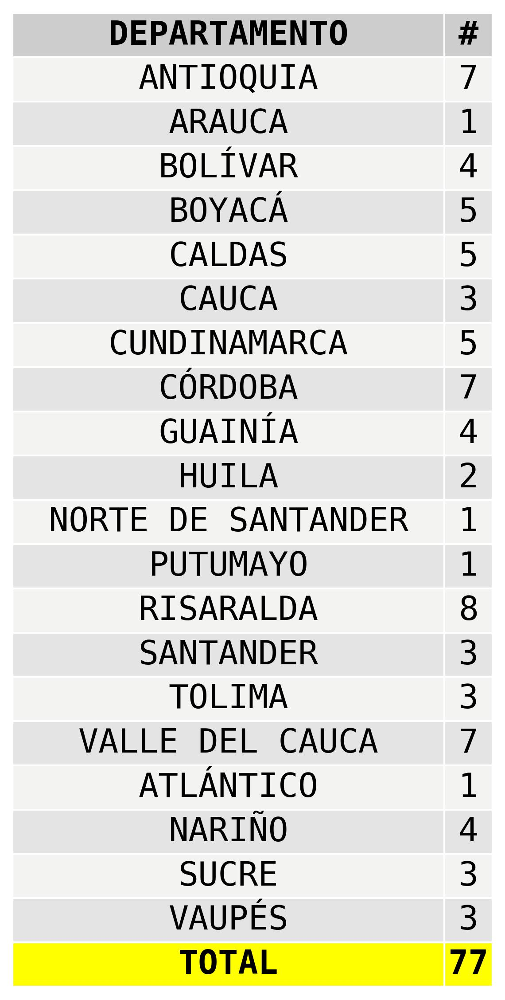 DEPARTAMENTO #
ANTIOQUIA 7
ARAUCA 1
BOLÍVAR 4
BOYACÁ 5
CALDAS 5
CAUCA 3
CUNDINAMARCA 5
CÓRDOBA 7
GUAINÍA 4
HUILA 2
NORTE DE SANTANDER 1
PUTUMAYO 1
RISARALDA 8
SANTANDER 3
TOLIMA 3
VALLE DEL CAUCA 7
ATLÁNTICO 1
NARIÑO 4
SUCRE 3
VAUPÉS 3
TOTAL 77